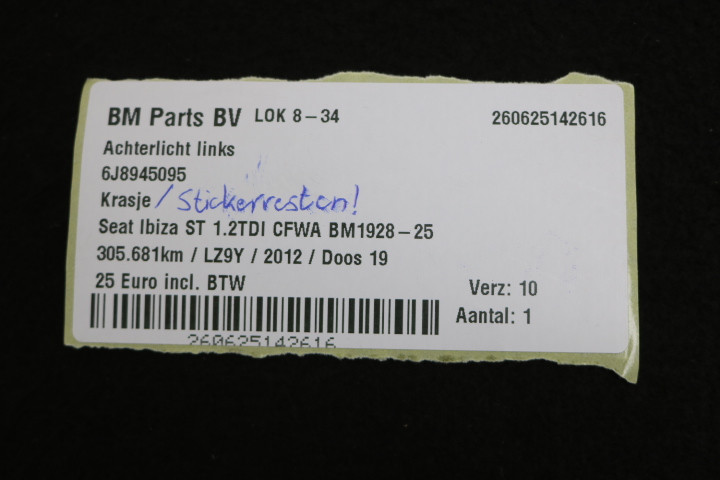 BM Parts BV LOK 8-34 260625142616
Achterlicht links
6J8945095
Krasje / Stickerresten!
Seat Ibiza ST 1.2TDI CFWA BM1928-25
305.681km / LZ9Y / 2012 / Doos 19
25 Euro incl. BTW
Verz: 10
Aantal: 1
260625142616